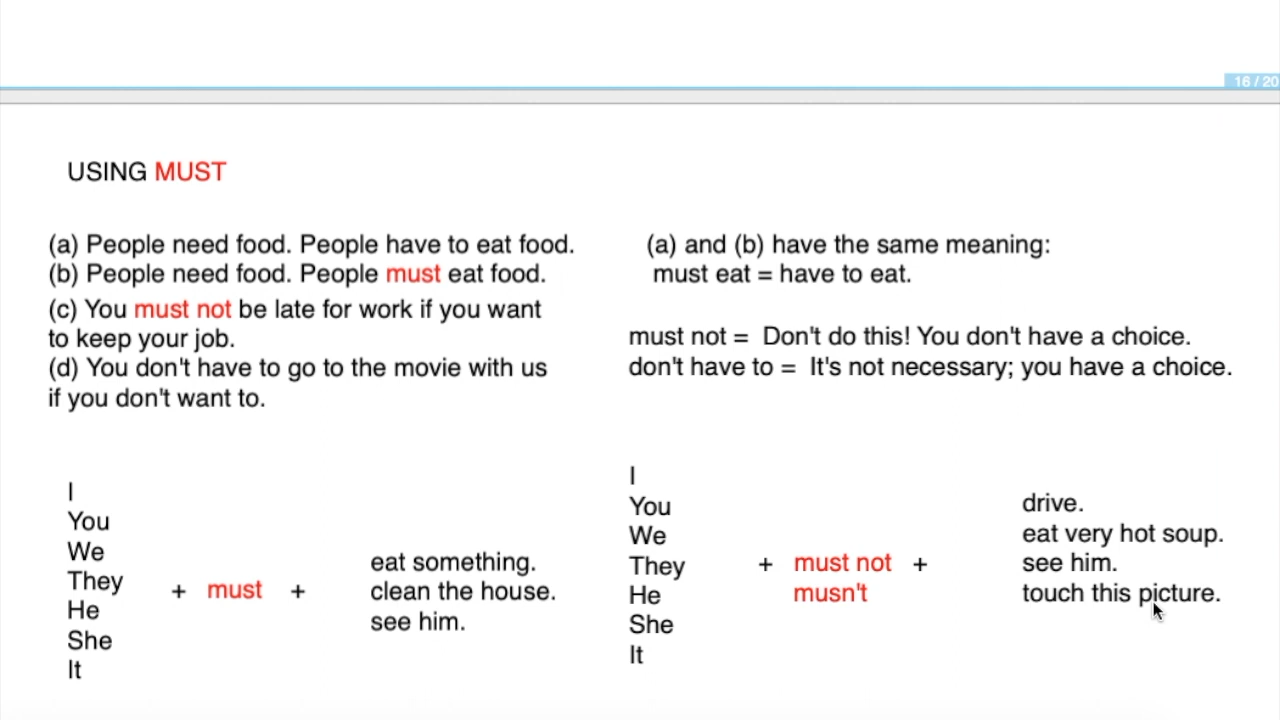 16 / 20
USING MUST
(a) People need food. People have to eat food.
(b) People need food. People must eat food.
(c) You must not be late for work if you want
to keep your job.
(d) You don't have to go to the movie with us
if you don't want to.
(a) and (b) have the same meaning:
must eat = have to eat.
must not = Don't do this! You don't have a choice.
don't have to = It's not necessary; you have a choice.
I
You
We
They
He
She
It
+ must +
eat something.
clean the house.
see him.
I
You
We
They
He
She
It
+ must not +
musn't
drive.
eat very hot soup.
see him.
touch this picture.